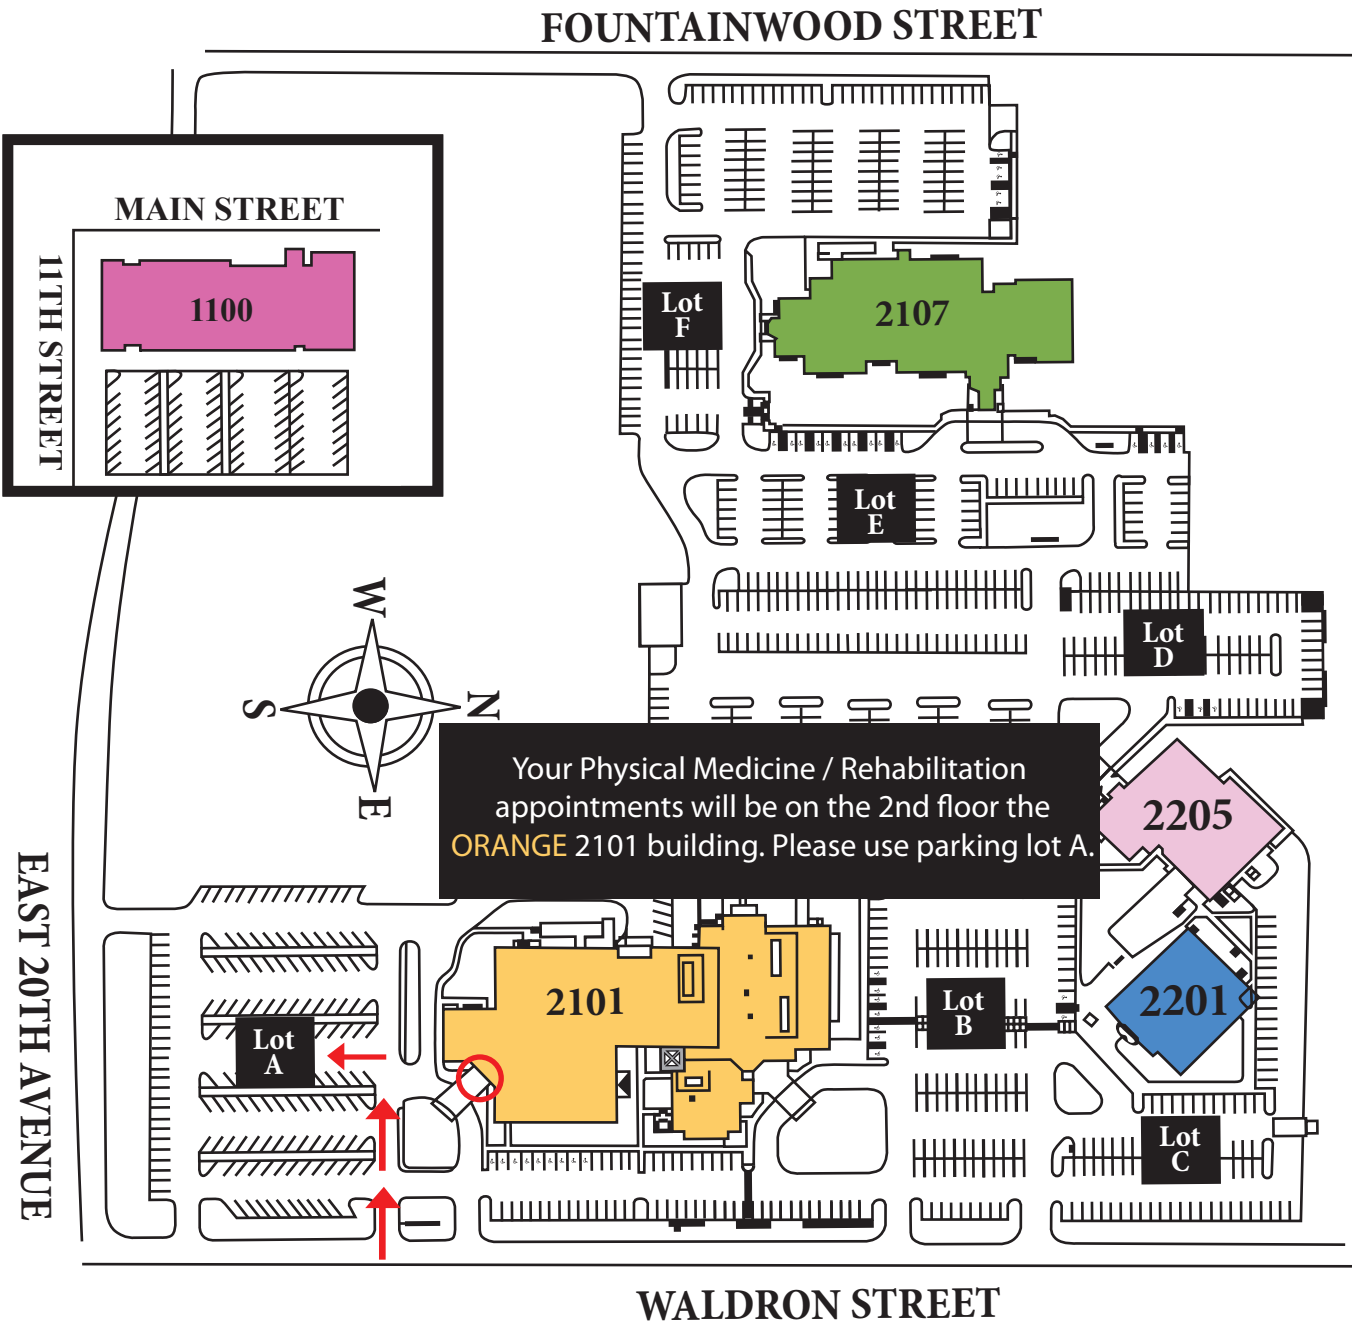 FOUNTAINWOOD STREET
MAIN STREET
11TH STREET
1100
Lot
F
2107
Lot
E
Lot
D
W
S
N
E
Your Physical Medicine / Rehabilitation
appointments will be on the 2nd floor the
ORANGE 2101 building. Please use parking lot A.
2205
EAST 20TH AVENUE
2101
Lot
A
Lot
B
2201
Lot
C
WALDRON STREET